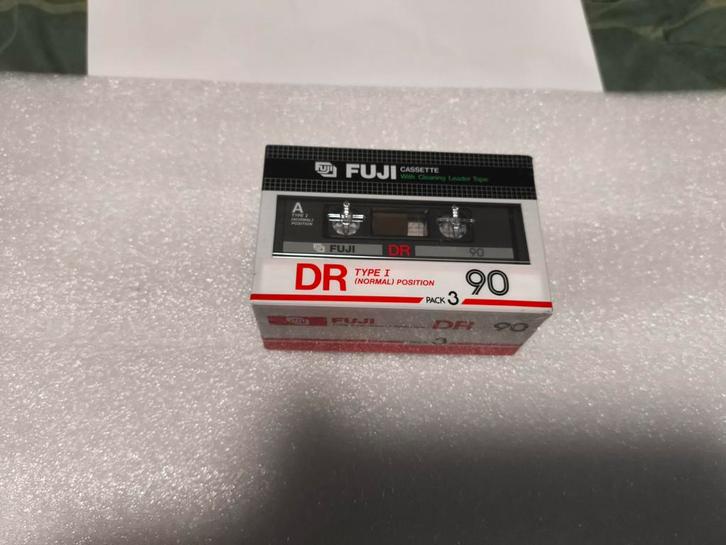 FUJI CASSETTE
With Cleaning Leader Tape
A
TYPE I
(NORMAL)
POSITION
FUJI DR 90
DR TYPE I
(NORMAL) POSITION 90
PACK 3
FUJI DR 90
3